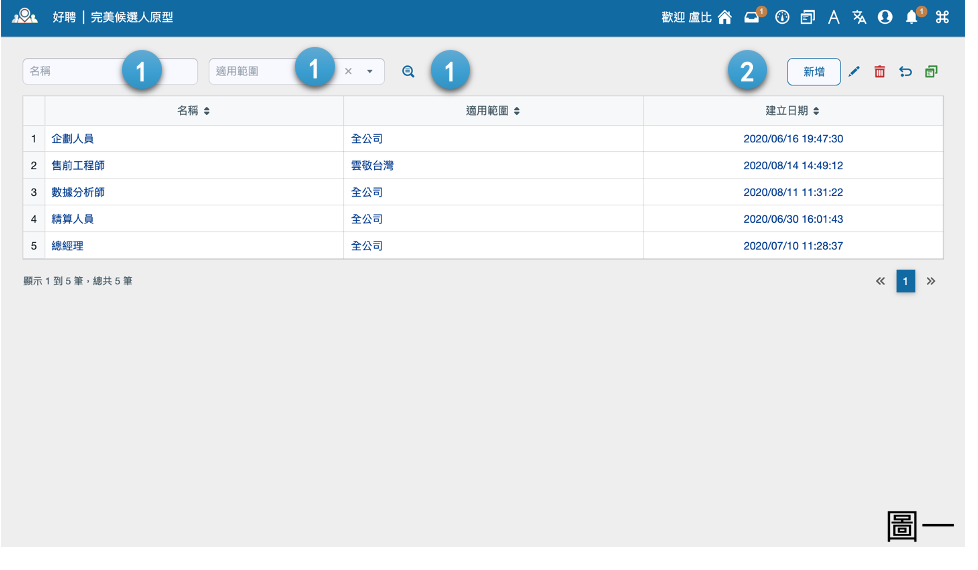 好聘 | 完美候選人原型 歡迎 盧比 1 A 1
名稱 1 適用範圍 1 × 1 2 新增
名稱 適用範圍 建立日期
1 企劃人員 全公司 2020/06/16 19:47:30
2 售前工程師 雲敬台灣 2020/08/14 14:49:12
3 數據分析師 全公司 2020/08/11 11:31:22
4 精算人員 全公司 2020/06/30 16:01:43
5 總經理 全公司 2020/07/10 11:28:37
顯示 1 到 5 筆，總共 5 筆 « 1 »
圖一